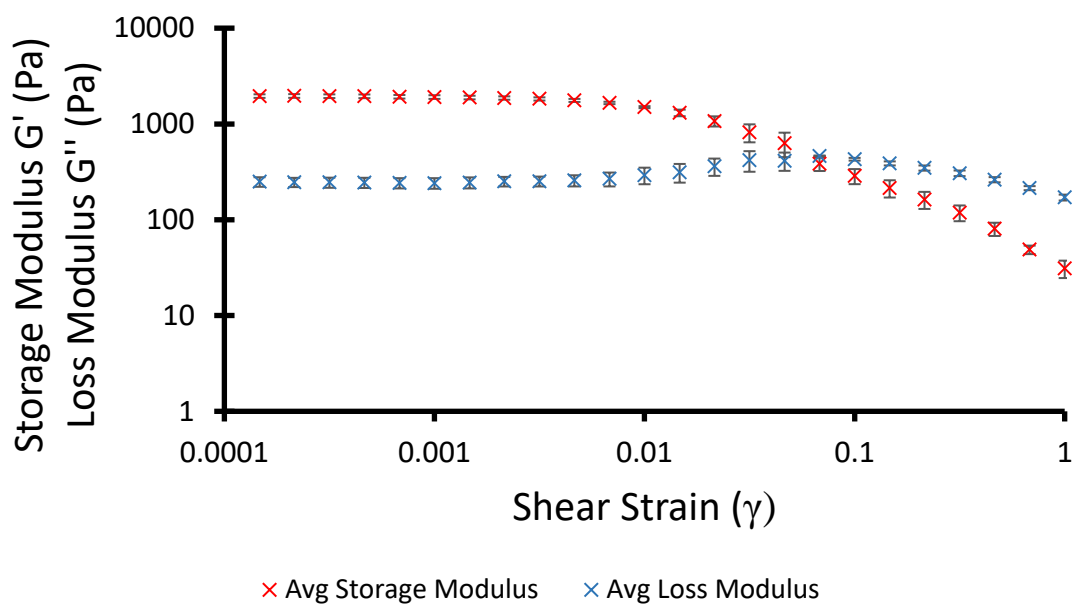 Storage Modulus G' (Pa)
Loss Modulus G'' (Pa)
10000
1000
100
10
1
0.0001 0.001 0.01 0.1 1
Shear Strain (γ)
Avg Storage Modulus Avg Loss Modulus